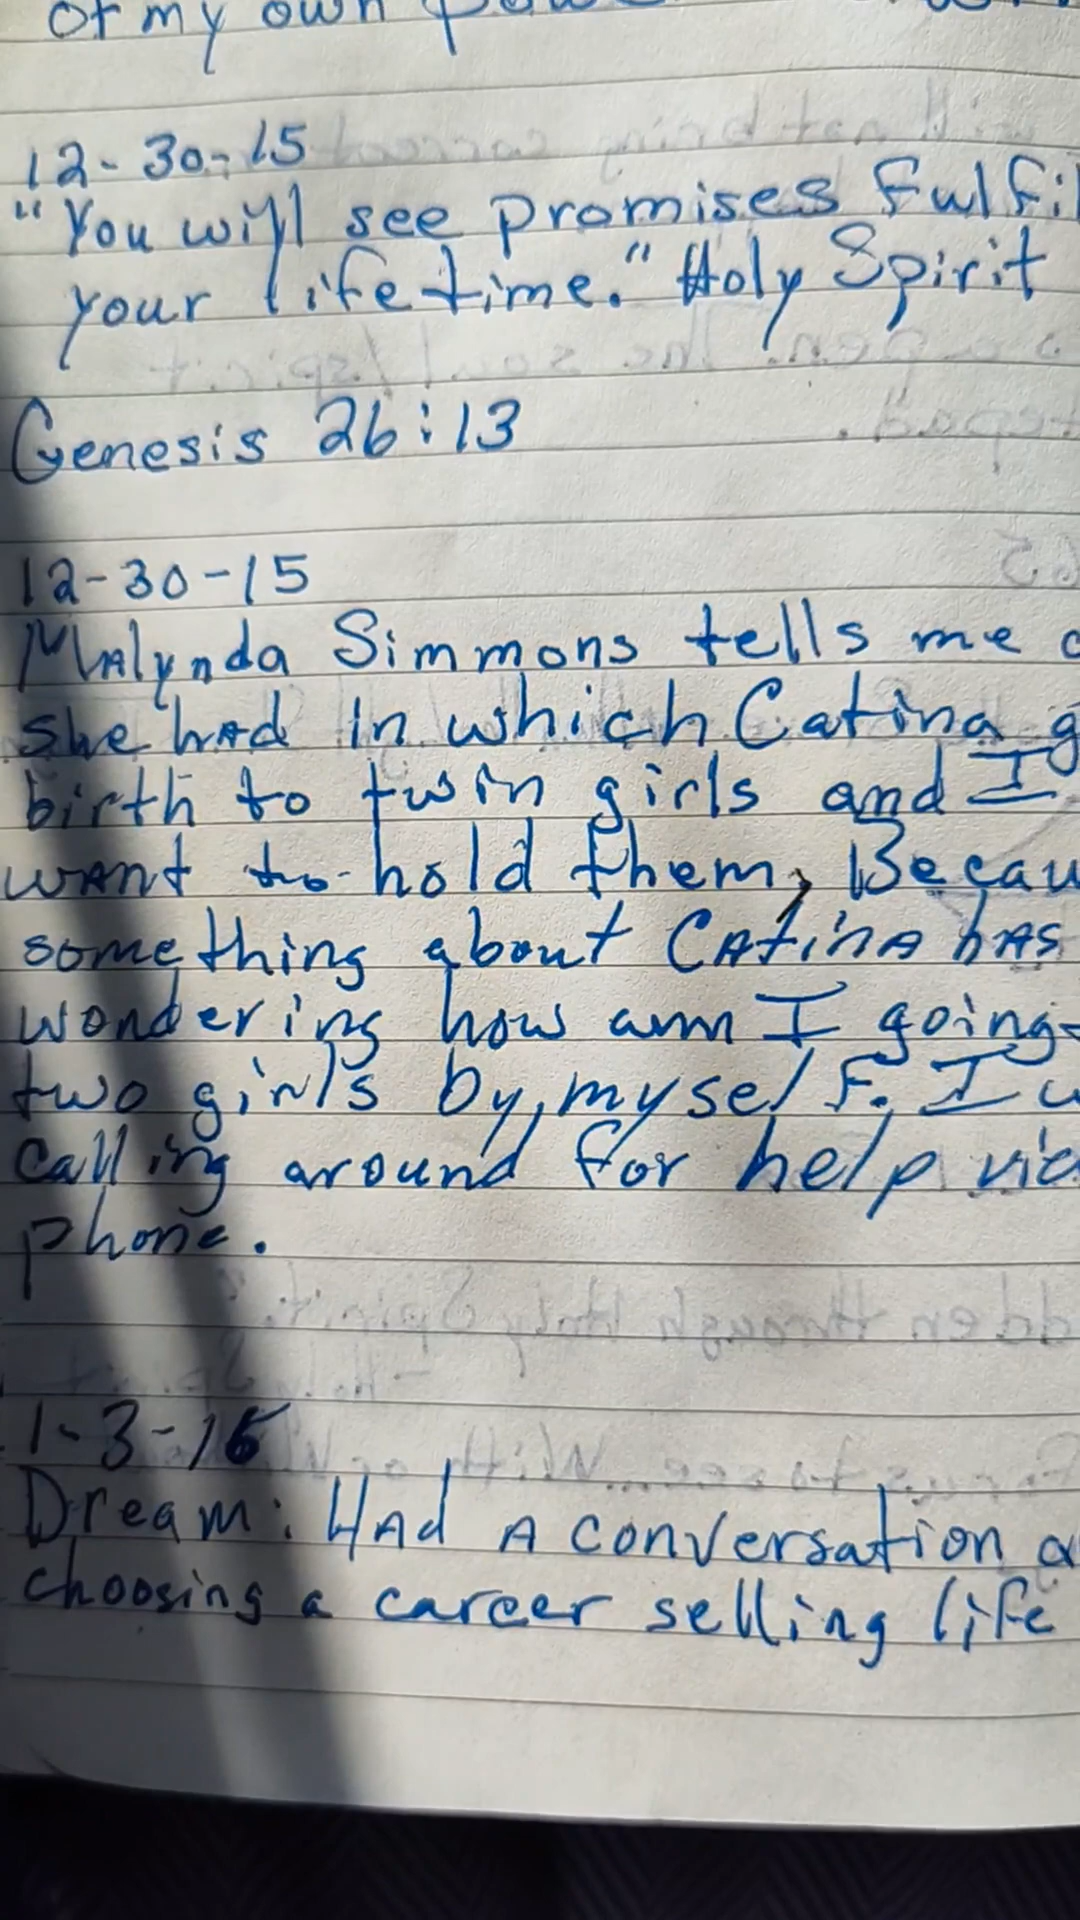 of my own
12-30-15
"You will see promises Fulfil
your lifetime." Holy Spirit
Genesis 26:13
12-30-15
Malynda Simmons tells me
she had in which Catina g
birth to twin girls and I
want to hold them, Becau
something about Catina has
wondering how am I going
two girls by myself. I w
calling around for help via
phone.
1-3-16
Dream: Had a conversation a
choosing a career selling life